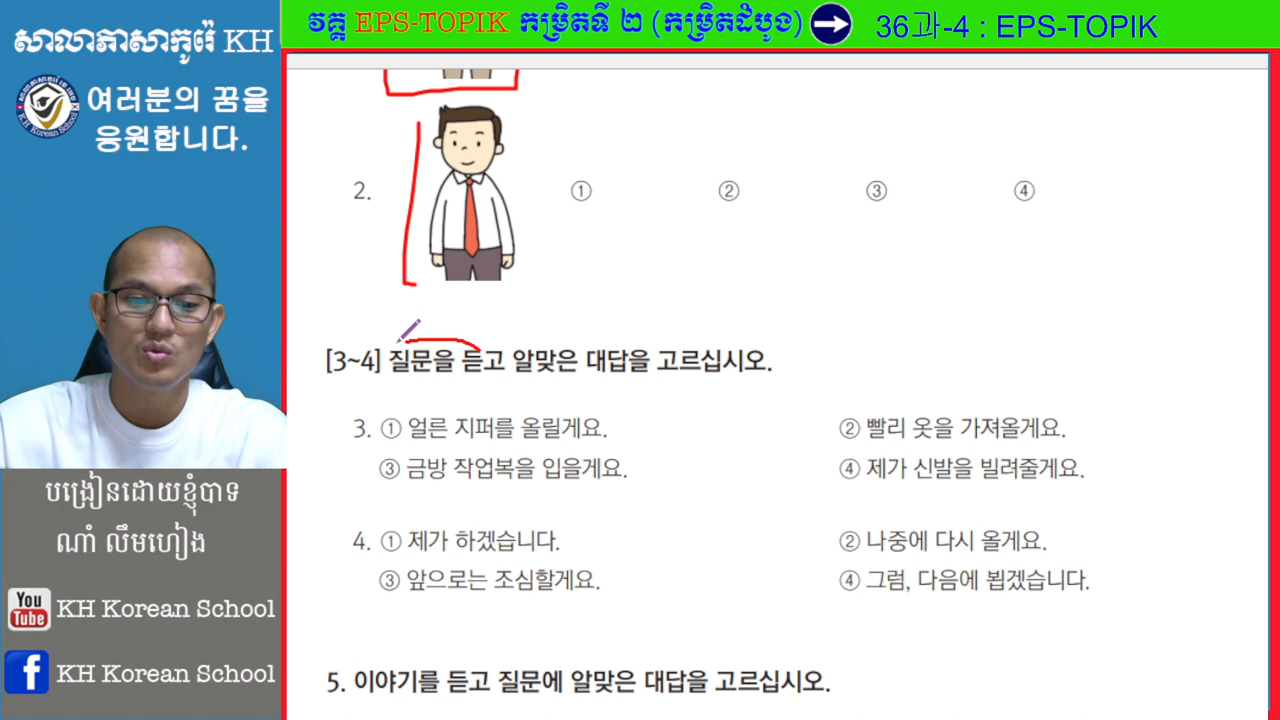 សាលាភាសាកូរ៉េ KH
여러분의 꿈을
응원합니다.
បង្រៀនដោយខ្ញុំបាទ
ណាំ លឹមហៀង
You Tube KH Korean School
f KH Korean School
វគ្គ EPS-TOPIK កម្រិតទី ២ (កម្រិតដំបូង) 36과-4 : EPS-TOPIK
2. ① ② ③ ④
[3~4] 질문을 듣고 알맞은 대답을 고르십시오.
3. ① 얼른 지퍼를 올릴게요. ② 빨리 옷을 가져올게요.
③ 금방 작업복을 입을게요. ④ 제가 신발을 빌려줄게요.
4. ① 제가 하겠습니다. ② 나중에 다시 올게요.
③ 앞으로는 조심할게요. ④ 그럼, 다음에 뵙겠습니다.
5. 이야기를 듣고 질문에 알맞은 대답을 고르십시오.